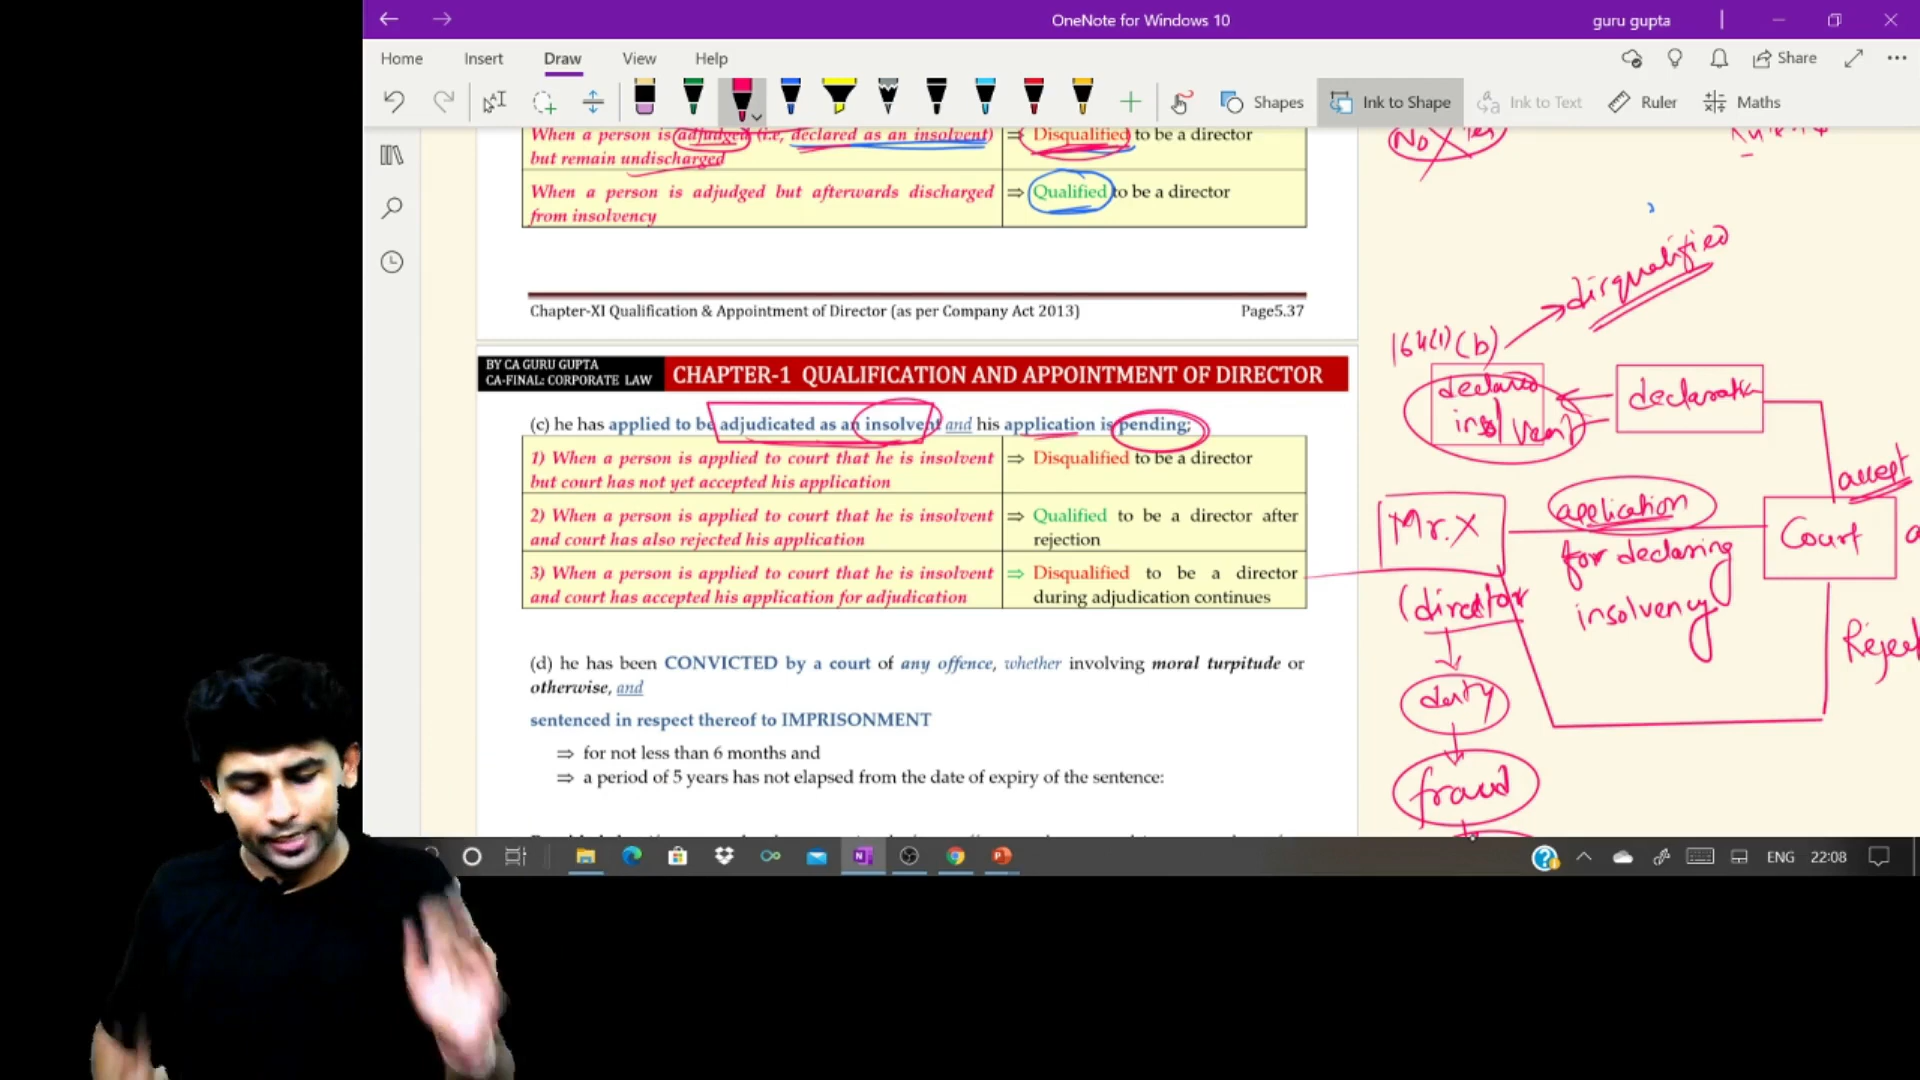 OneNote for Windows 10
guru gupta
Home Insert Draw View Help
Share
Shapes
Ink to Shape
Ink to Text
Ruler
Maths
When a person is adjudged (i.e, declared as an insolvent)
but remain undischarged
⇒ Disqualified to be a director
When a person is adjudged but afterwards discharged
from insolvency
⇒ Qualified to be a director
Chapter-XI Qualification & Appointment of Director (as per Company Act 2013)
Page5.37
BY CA GURU GUPTA
CA-FINAL: CORPORATE LAW
CHAPTER-1 QUALIFICATION AND APPOINTMENT OF DIRECTOR
(c) he has applied to be adjudicated as an insolvent and his application is pending;
1) When a person is applied to court that he is insolvent
but court has not yet accepted his application
⇒ Disqualified to be a director
2) When a person is applied to court that he is insolvent
and court has also rejected his application
⇒ Qualified to be a director after
rejection
3) When a person is applied to court that he is insolvent
and court has accepted his application for adjudication
⇒ Disqualified to be a director
during adjudication continues
(d) he has been CONVICTED by a court of any offence, whether involving moral turpitude or
otherwise, and
sentenced in respect thereof to IMPRISONMENT
⇒ for not less than 6 months and
⇒ a period of 5 years has not elapsed from the date of expiry of the sentence:
No
disqualified
164(1)(b)
declared
insolvent
declaration
accept
Mr. X
application
for declaring
insolvency
Court
(director
Reject
duty
fraud
ENG
22:08